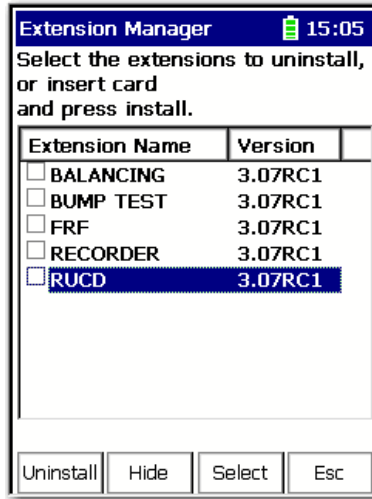 Extension Manager 15:05
Select the extensions to uninstall,
or insert card
and press install.
Extension Name Version
BALANCING 3.07RC1
BUMP TEST 3.07RC1
FRF 3.07RC1
RECORDER 3.07RC1
RUCD 3.07RC1
Uninstall Hide Select Esc